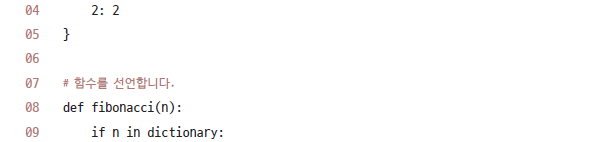 04 2: 2
05 }
06
07 # 함수를 선언합니다.
08 def fibonacci(n):
09 if n in dictionary: